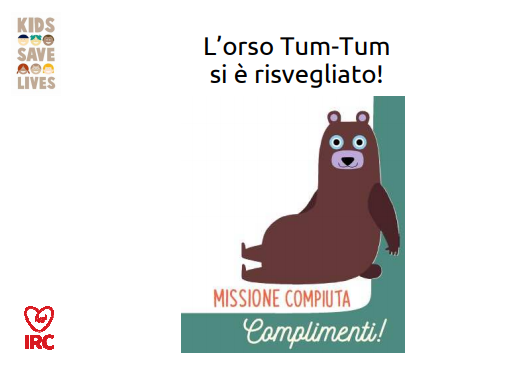 KIDS
SAVE
LIVES
L’orso Tum-Tum
si è risvegliato!
MISSIONE COMPIUTA
Complimenti!
IRC